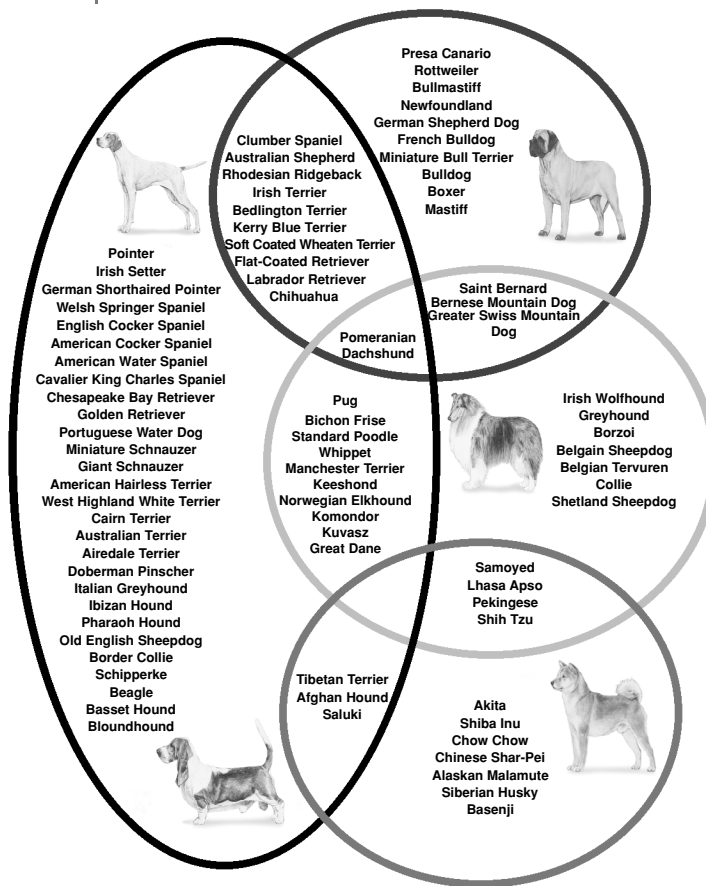 Presa Canario
Rottweiler
Bullmastiff
Newfoundland
German Shepherd Dog
French Bulldog
Miniature Bull Terrier
Bulldog
Boxer
Mastiff
Clumber Spaniel
Australian Shepherd
Rhodesian Ridgeback
Irish Terrier
Bedlington Terrier
Kerry Blue Terrier
Soft Coated Wheaten Terrier
Flat-Coated Retriever
Labrador Retriever
Chihuahua
Pointer
Irish Setter
German Shorthaired Pointer
Welsh Springer Spaniel
English Cocker Spaniel
American Cocker Spaniel
American Water Spaniel
Cavalier King Charles Spaniel
Chesapeake Bay Retriever
Golden Retriever
Portuguese Water Dog
Miniature Schnauzer
Giant Schnauzer
American Hairless Terrier
West Highland White Terrier
Cairn Terrier
Australian Terrier
Airedale Terrier
Doberman Pinscher
Italian Greyhound
Ibizan Hound
Pharaoh Hound
Old English Sheepdog
Border Collie
Schipperke
Beagle
Basset Hound
Bloundhound
Saint Bernard
Bernese Mountain Dog
Greater Swiss Mountain
Dog
Pomeranian
Dachshund
Pug
Bichon Frise
Standard Poodle
Whippet
Manchester Terrier
Keeshond
Norwegian Elkhound
Komondor
Kuvasz
Great Dane
Irish Wolfhound
Greyhound
Borzoi
Belgain Sheepdog
Belgian Tervuren
Collie
Shetland Sheepdog
Samoyed
Lhasa Apso
Pekingese
Shih Tzu
Tibetan Terrier
Afghan Hound
Saluki
Akita
Shiba Inu
Chow Chow
Chinese Shar-Pei
Alaskan Malamute
Siberian Husky
Basenji